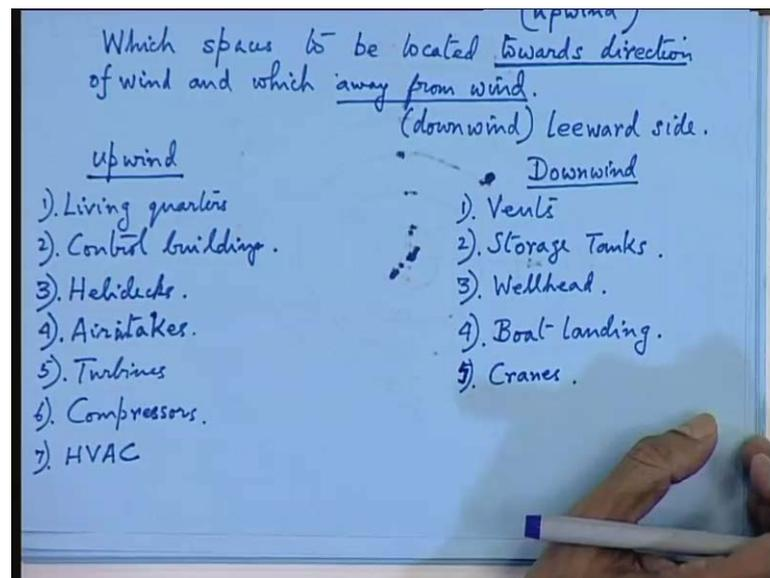 (upwind)
Which spaces to be located towards direction
of wind and which away from wind.
(downwind) Leeward side.
upwind
1). Living quarters
2). Control buildings.
3). Helidecks.
4). Airintakes.
5). Turbines
6). Compressors.
7). HVAC
Downwind
1). Vents
2). Storage Tanks.
3). Wellhead.
4). Boat landing.
5). Cranes.